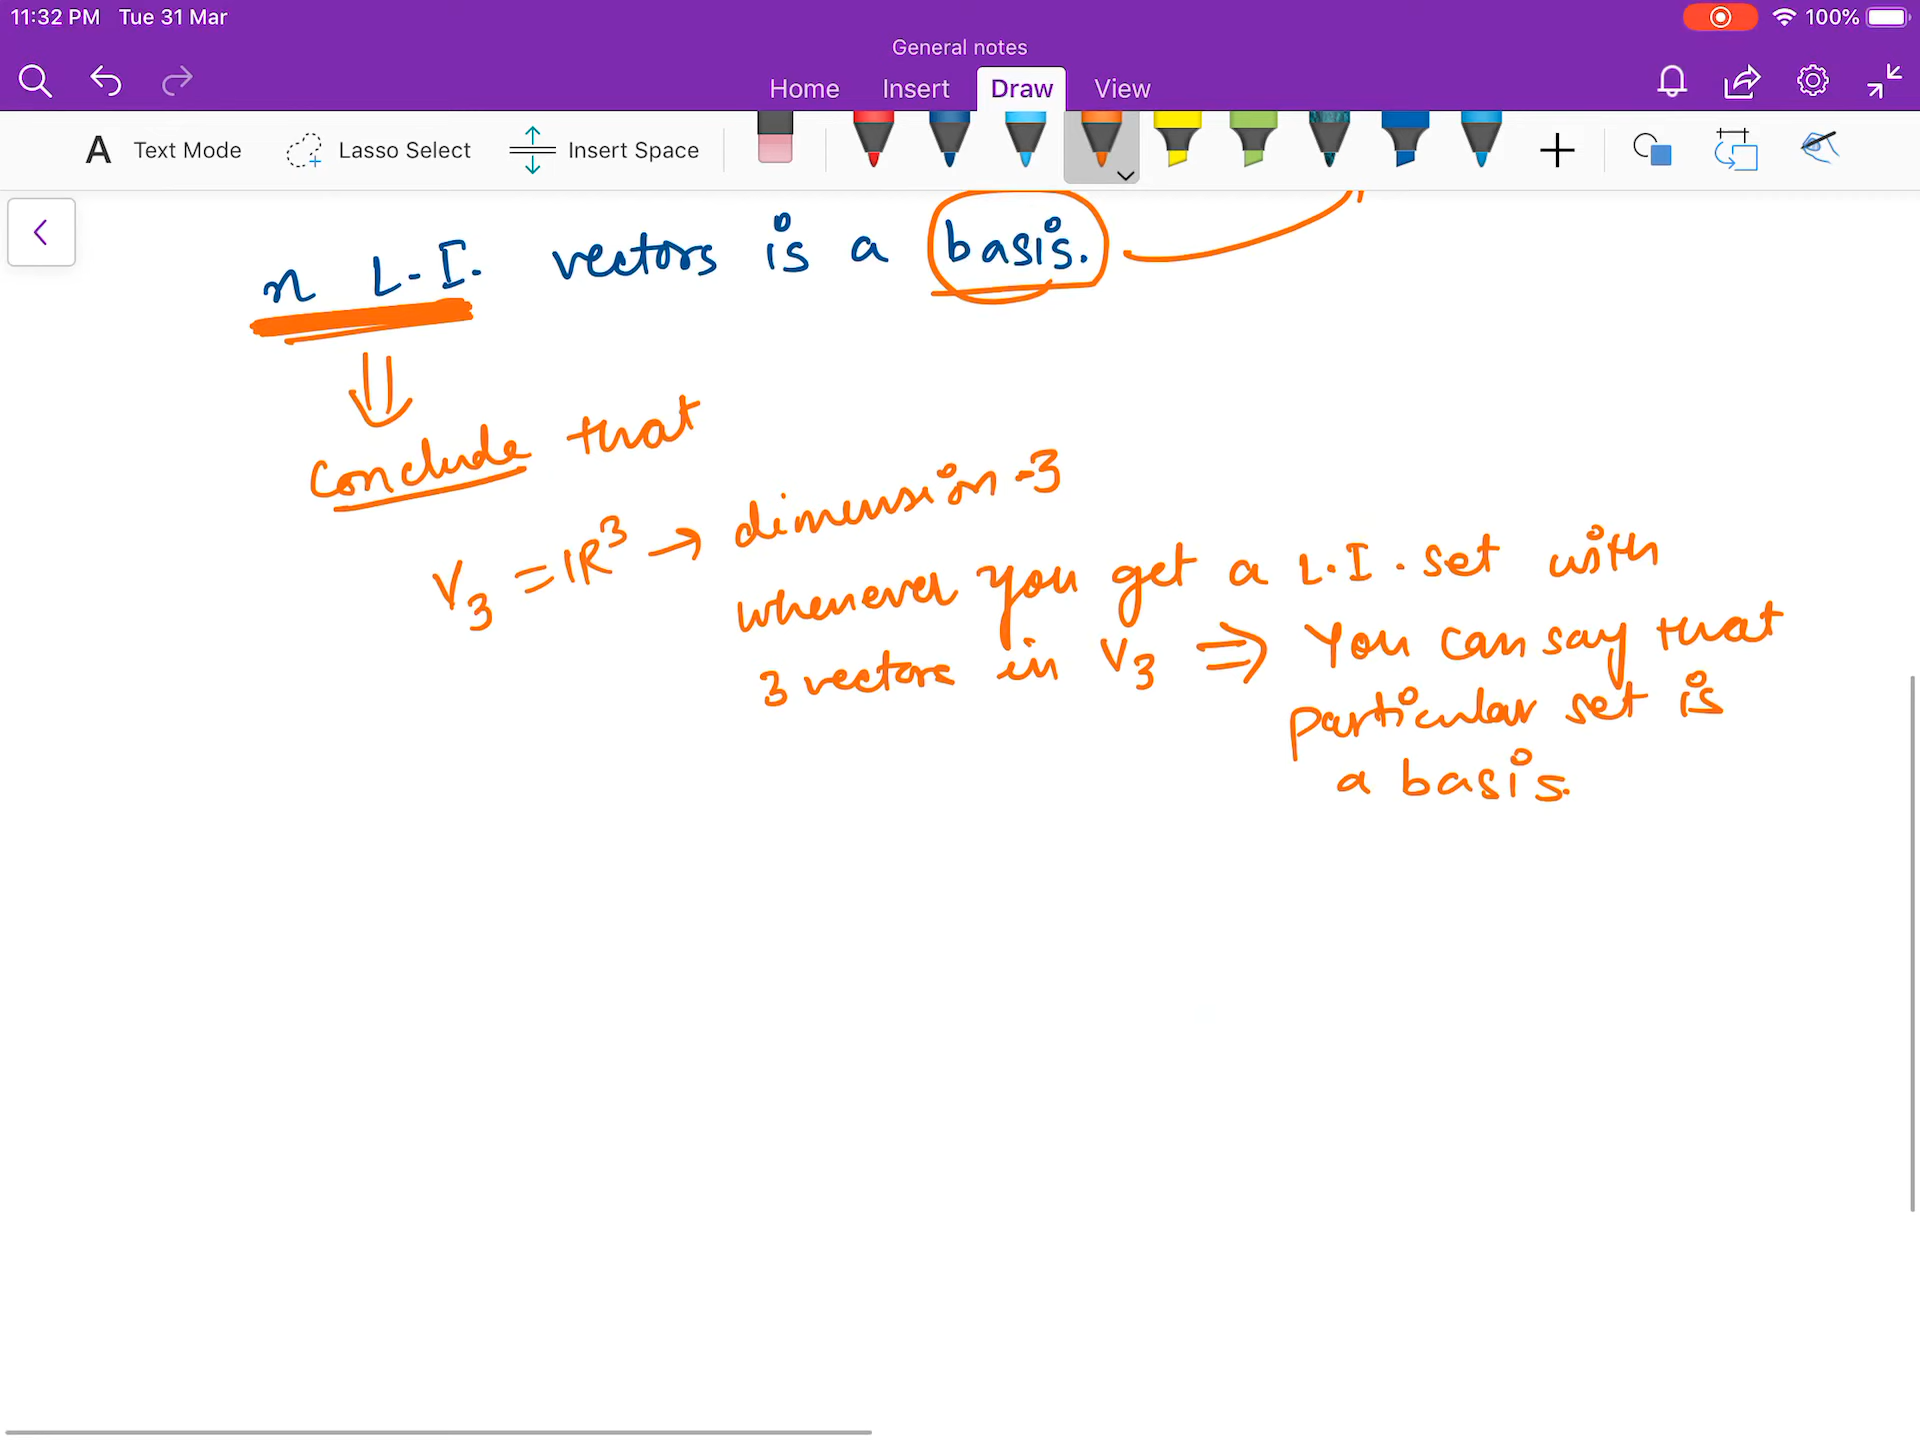 11:32 PM Tue 31 Mar 100%
General notes
Home Insert Draw View
A Text Mode Lasso Select Insert Space
n L.I. vectors is a basis.
Conclude that
V₃ = ℝ³ → dimension - 3
whenever you get a L.I. set with
3 vectors in V₃ ⇒ You can say that
particular set is
a basis.